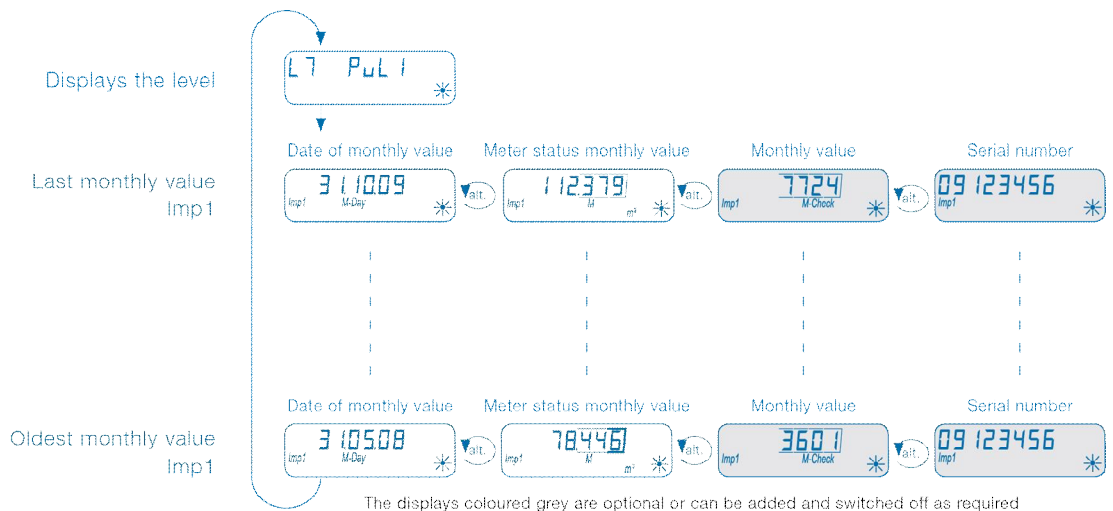 Displays the level
L7 PuL1
Date of monthly value Meter status monthly value Monthly value Serial number
Last monthly value
Imp1
31.10.09
Imp1 M-Day
alt.
112.379
Imp1 M m³
alt.
7724
Imp1 M-Check
alt.
09123456
Imp1
Date of monthly value Meter status monthly value Monthly value Serial number
Oldest monthly value
Imp1
31.05.08
Imp1 M-Day
alt.
78.446
Imp1 M m³
alt.
3601
Imp1 M-Check
alt.
09123456
Imp1
The displays coloured grey are optional or can be added and switched off as required